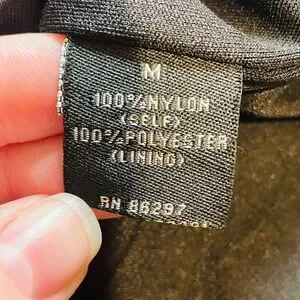 M
100%NYLON
(SELF)
100%POLYESTER
(LINING)
RN 86297